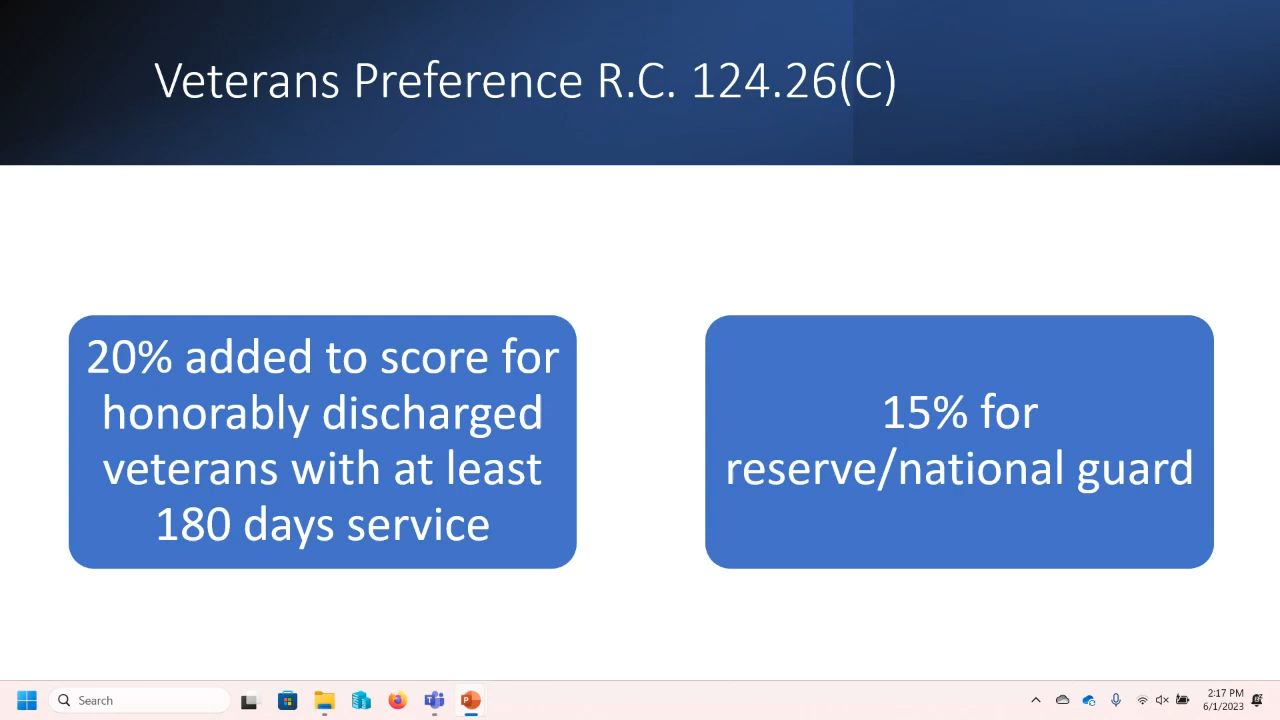 Veterans Preference R.C. 124.26(C)
20% added to score for
honorably discharged
veterans with at least
180 days service
15% for
reserve/national guard
Search
2:17 PM
6/1/2023